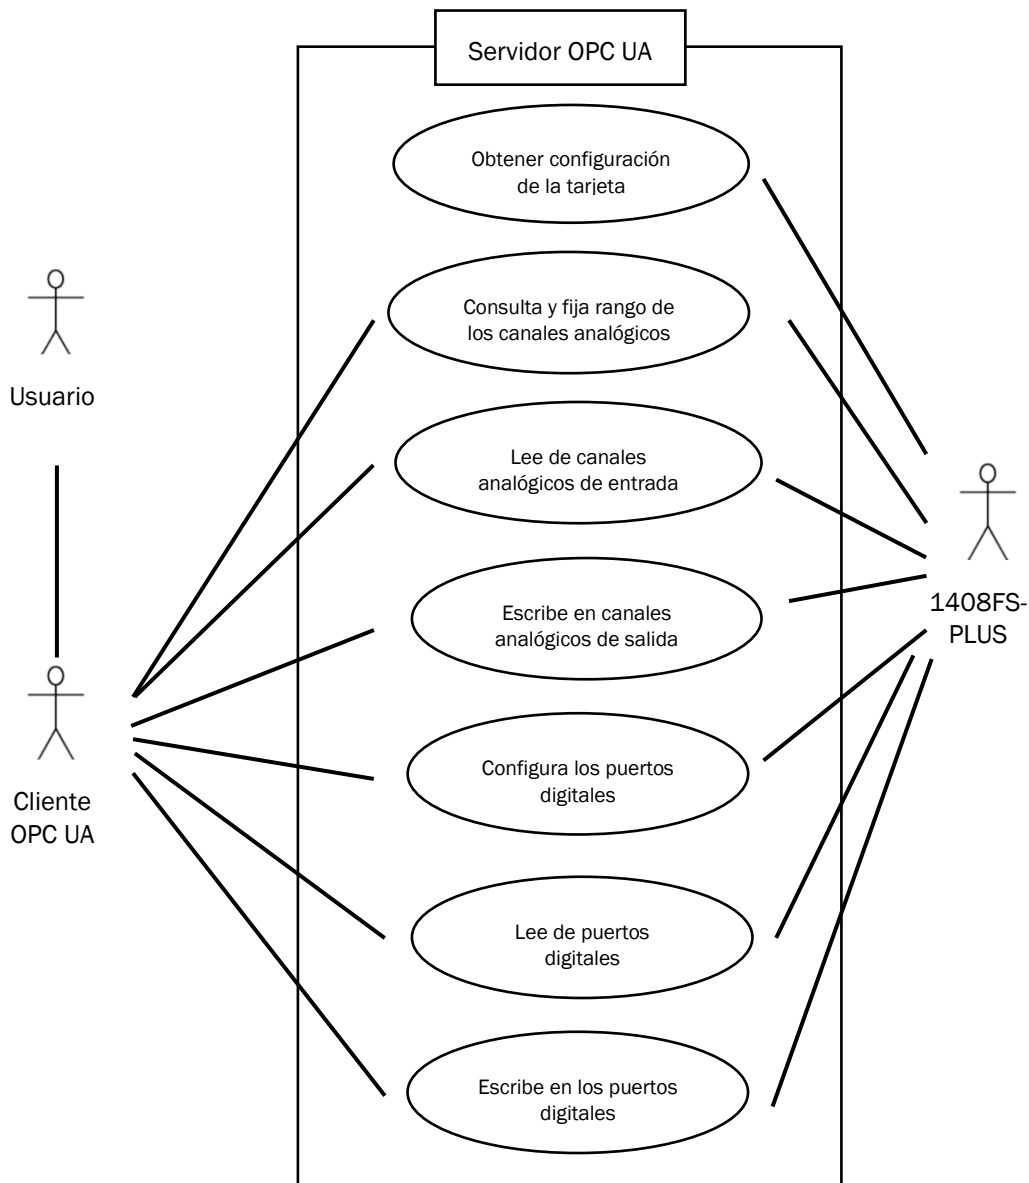 Servidor OPC UA
Obtener configuración
de la tarjeta
Consulta y fija rango de
los canales analógicos
Usuario
Lee de canales
analógicos de entrada
Escribe en canales
analógicos de salida
1408FS-
PLUS
Configura los puertos
digitales
Cliente
OPC UA
Lee de puertos
digitales
Escribe en los puertos
digitales